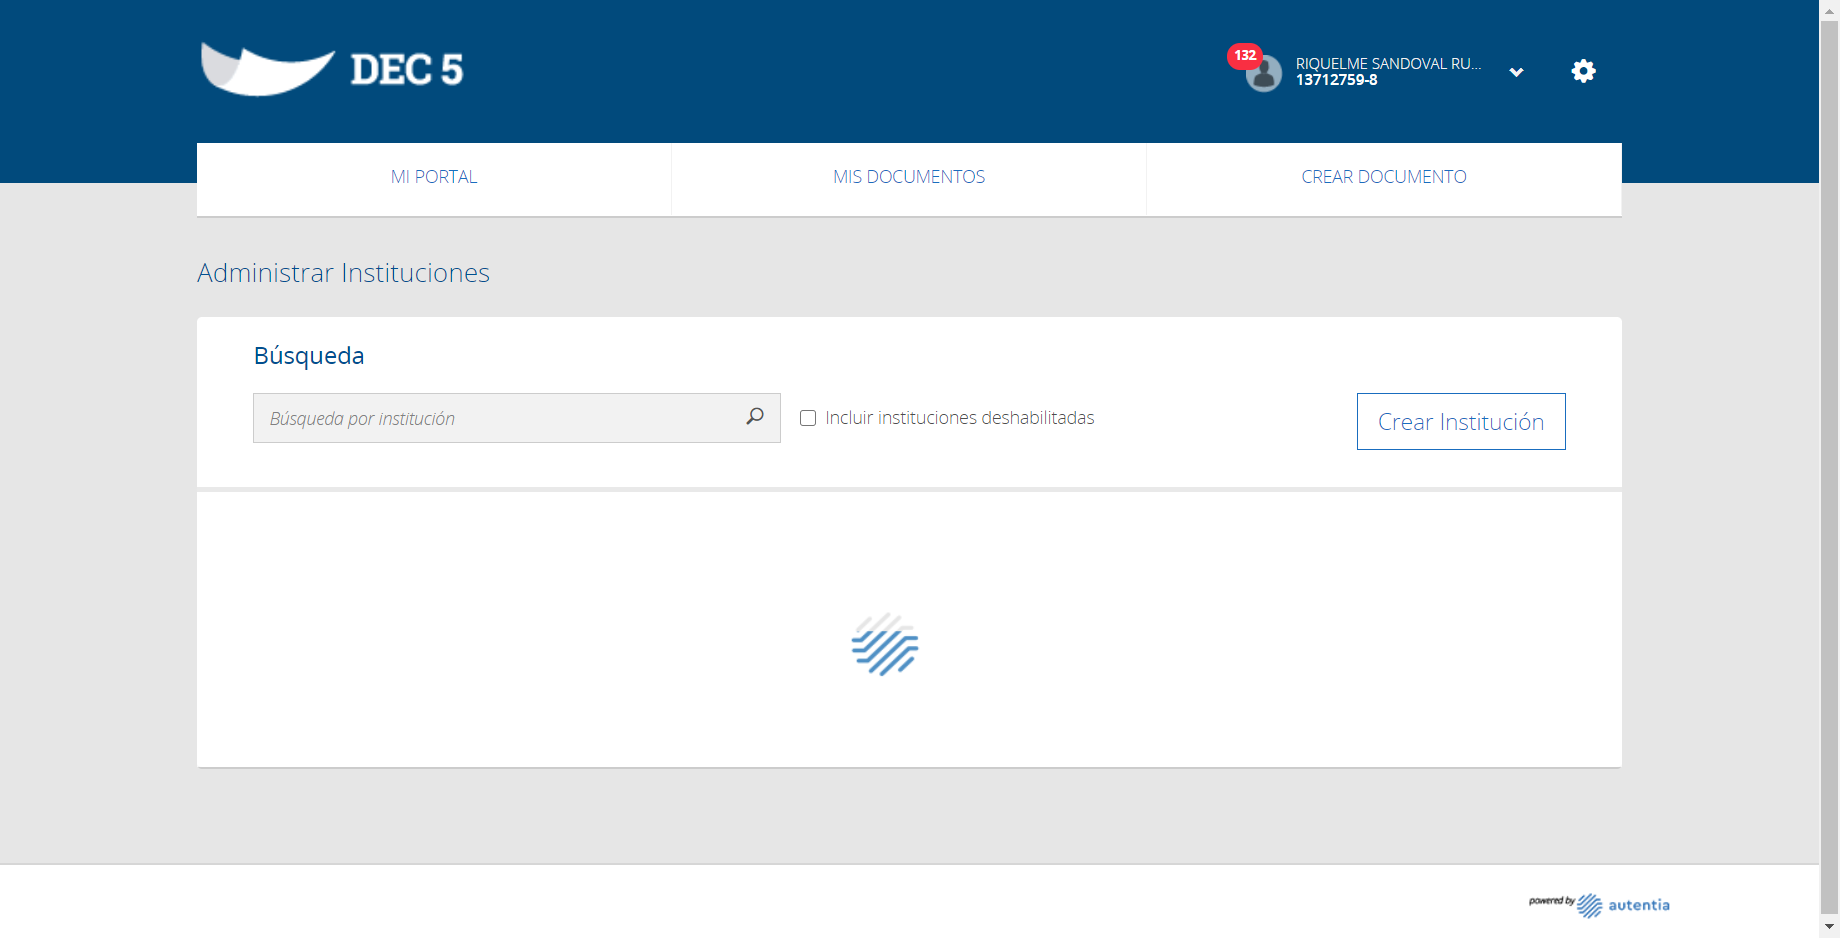 DEC 5
132
RIQUELME SANDOVAL RU...
13712759-8
MI PORTAL
MIS DOCUMENTOS
CREAR DOCUMENTO
Administrar Instituciones
Búsqueda
Búsqueda por institución
Incluir instituciones deshabilitadas
Crear Institución
powered by autentia